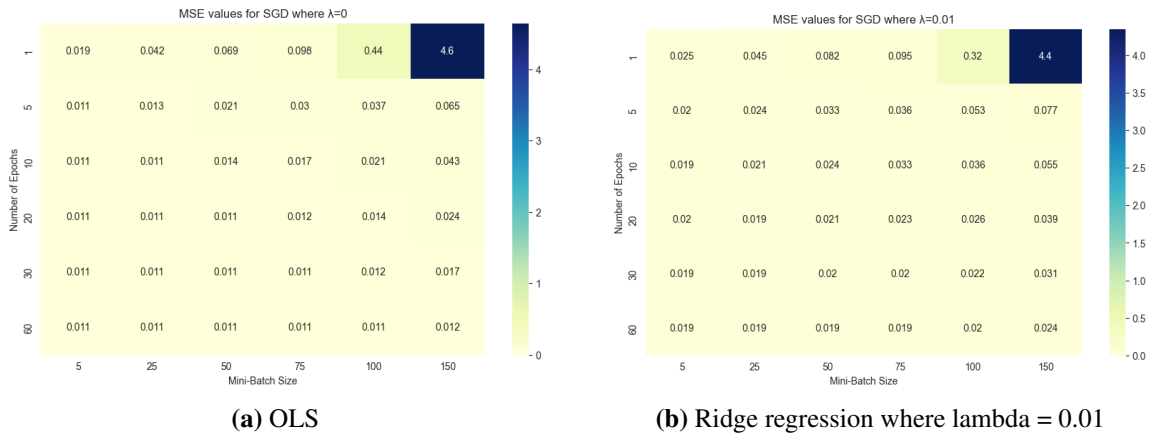 MSE values for SGD where λ=0
1 0.019 0.042 0.069 0.098 0.44 4.6
5 0.011 0.013 0.021 0.03 0.037 0.065
10 0.011 0.011 0.014 0.017 0.021 0.043
20 0.011 0.011 0.011 0.012 0.014 0.024
30 0.011 0.011 0.011 0.011 0.012 0.017
60 0.011 0.011 0.011 0.011 0.011 0.012
5 25 50 75 100 150
Number of Epochs
Mini-Batch Size
4
3
2
1
0
(a) OLS
MSE values for SGD where λ=0.01
1 0.025 0.045 0.082 0.095 0.32 4.4
5 0.02 0.024 0.033 0.036 0.053 0.077
10 0.019 0.021 0.024 0.033 0.036 0.055
20 0.02 0.019 0.021 0.023 0.026 0.039
30 0.019 0.019 0.02 0.02 0.022 0.031
60 0.019 0.019 0.019 0.019 0.02 0.024
5 25 50 75 100 150
Number of Epochs
Mini-Batch Size
4.0
3.5
3.0
2.5
2.0
1.5
1.0
0.5
0.0
(b) Ridge regression where lambda = 0.01